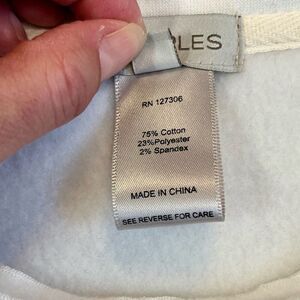 RN 127306
75% Cotton
23%Polyester
2% Spandex
MADE IN CHINA
SEE REVERSE FOR CARE